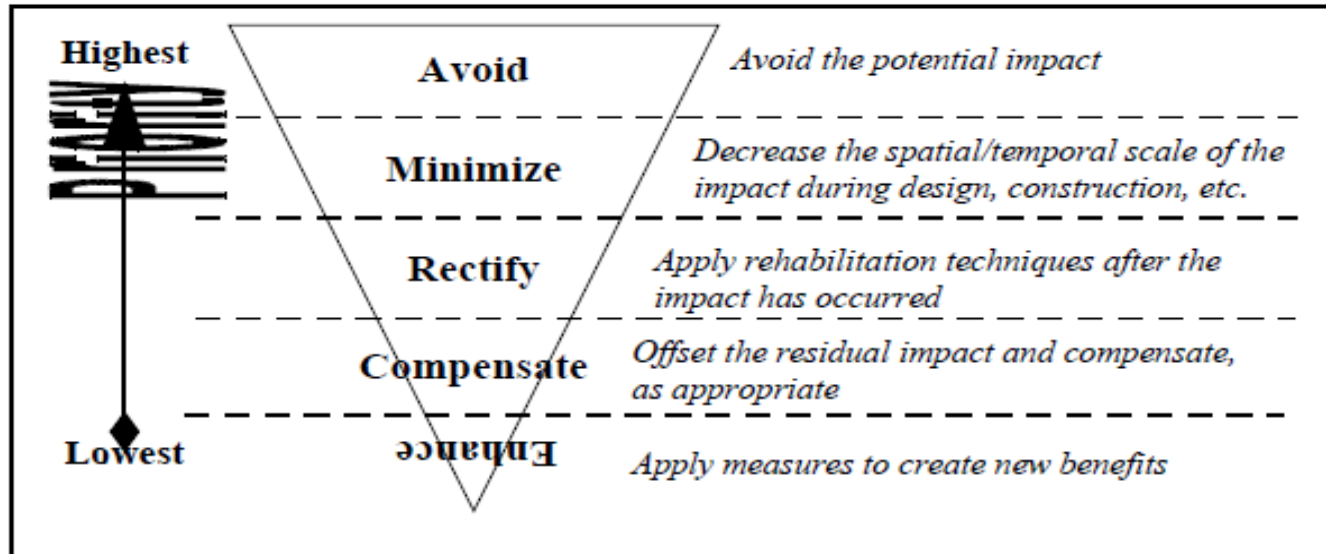 Highest
Avoid
Avoid the potential impact
Minimize
Decrease the spatial/temporal scale of the
impact during design, construction, etc.
Rectify
Apply rehabilitation techniques after the
impact has occurred
Compensate
Offset the residual impact and compensate,
as appropriate
Lowest
Enhance
Apply measures to create new benefits